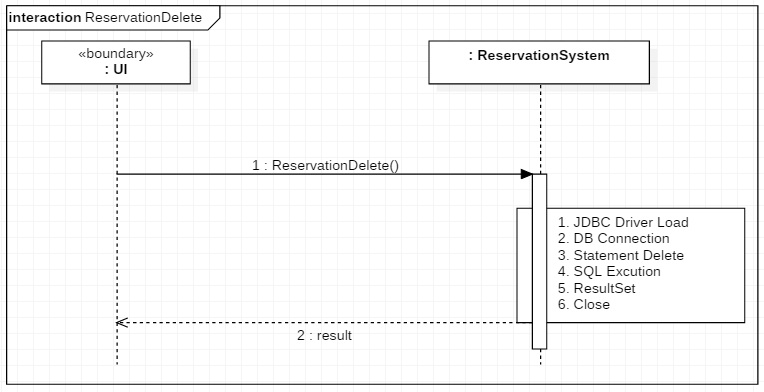 interaction ReservationDelete
«boundary»
: UI
: ReservationSystem
1 : ReservationDelete()
1. JDBC Driver Load
2. DB Connection
3. Statement Delete
4. SQL Excution
5. ResultSet
6. Close
2 : result